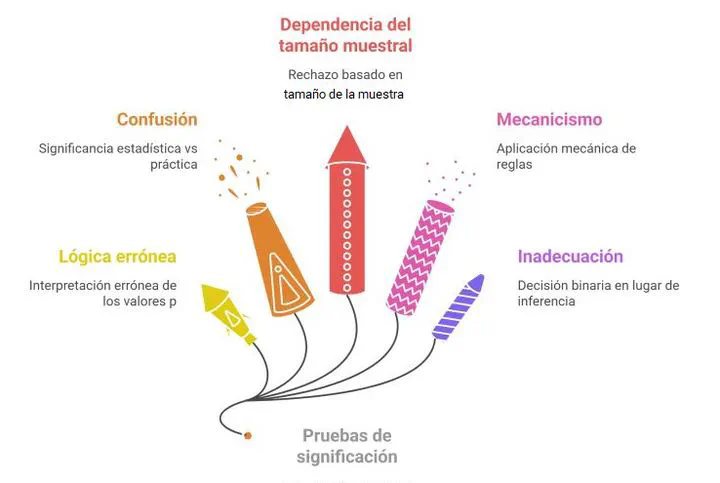 Dependencia del
tamaño muestral
Rechazo basado en
tamaño de la muestra
Confusión
Significancia estadística vs
práctica
Mecanicismo
Aplicación mecánica de
reglas
Lógica errónea
Interpretación errónea de
los valores p
Inadecuación
Decisión binaria en lugar de
inferencia
Pruebas de
significación